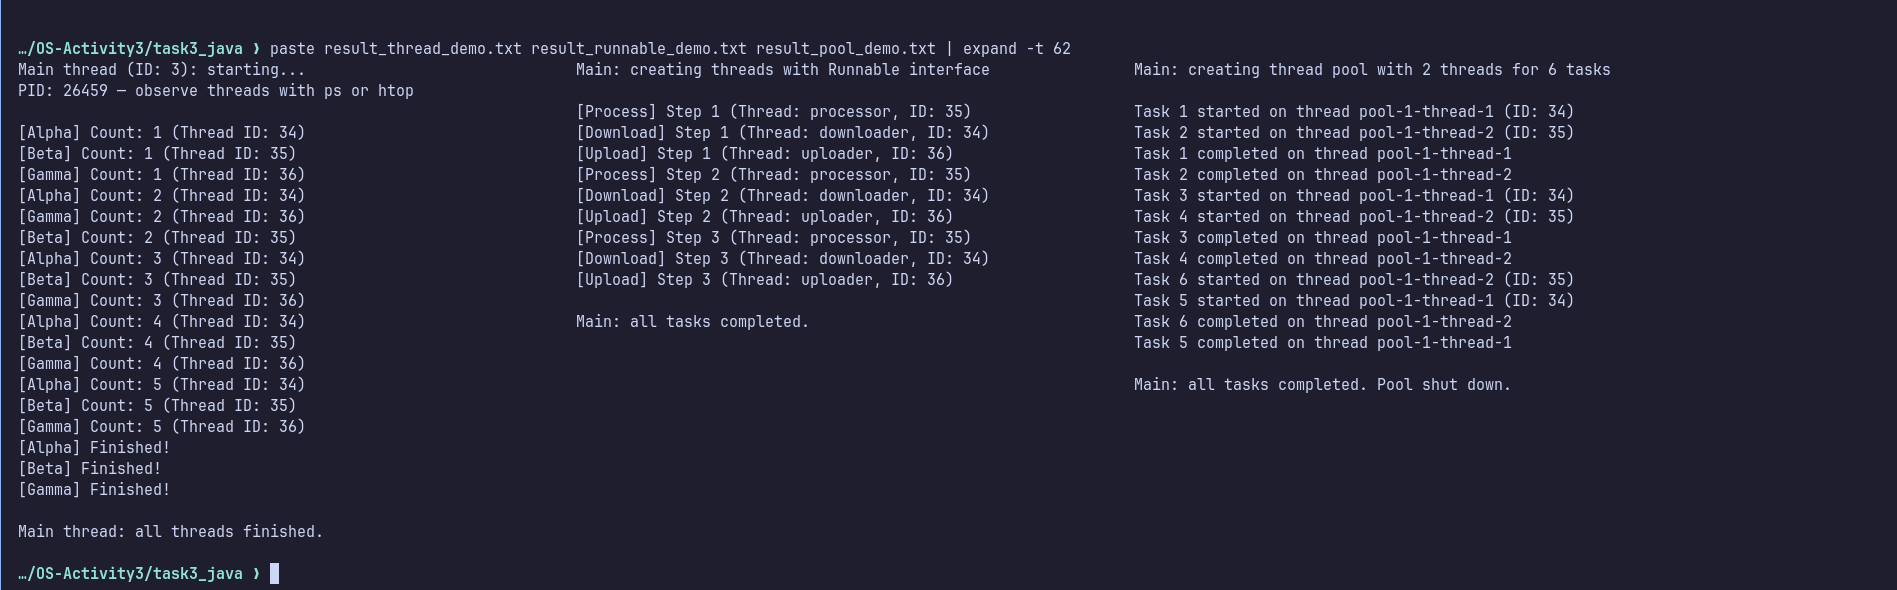 …/OS-Activity3/task3_java ❯ paste result_thread_demo.txt result_runnable_demo.txt result_pool_demo.txt | expand -t 62
Main thread (ID: 3): starting...                              Main: creating threads with Runnable interface                Main: creating thread pool with 2 threads for 6 tasks
PID: 26459 — observe threads with ps or htop
                                                              [Process] Step 1 (Thread: processor, ID: 35)                  Task 1 started on thread pool-1-thread-1 (ID: 34)
[Alpha] Count: 1 (Thread ID: 34)                              [Download] Step 1 (Thread: downloader, ID: 34)                Task 2 started on thread pool-1-thread-2 (ID: 35)
[Beta] Count: 1 (Thread ID: 35)                               [Upload] Step 1 (Thread: uploader, ID: 36)                    Task 1 completed on thread pool-1-thread-1
[Gamma] Count: 1 (Thread ID: 36)                              [Process] Step 2 (Thread: processor, ID: 35)                  Task 2 completed on thread pool-1-thread-2
[Alpha] Count: 2 (Thread ID: 34)                              [Download] Step 2 (Thread: downloader, ID: 34)                Task 3 started on thread pool-1-thread-1 (ID: 34)
[Gamma] Count: 2 (Thread ID: 36)                              [Upload] Step 2 (Thread: uploader, ID: 36)                    Task 4 started on thread pool-1-thread-2 (ID: 35)
[Beta] Count: 2 (Thread ID: 35)                               [Process] Step 3 (Thread: processor, ID: 35)                  Task 3 completed on thread pool-1-thread-1
[Alpha] Count: 3 (Thread ID: 34)                              [Download] Step 3 (Thread: downloader, ID: 34)                Task 4 completed on thread pool-1-thread-2
[Beta] Count: 3 (Thread ID: 35)                               [Upload] Step 3 (Thread: uploader, ID: 36)                    Task 6 started on thread pool-1-thread-2 (ID: 35)
[Gamma] Count: 3 (Thread ID: 36)                                                                                            Task 5 started on thread pool-1-thread-1 (ID: 34)
[Alpha] Count: 4 (Thread ID: 34)                              Main: all tasks completed.                                    Task 6 completed on thread pool-1-thread-2
[Beta] Count: 4 (Thread ID: 35)                                                                                             Task 5 completed on thread pool-1-thread-1
[Gamma] Count: 4 (Thread ID: 36)
[Alpha] Count: 5 (Thread ID: 34)                                                                                            Main: all tasks completed. Pool shut down.
[Beta] Count: 5 (Thread ID: 35)
[Gamma] Count: 5 (Thread ID: 36)
[Alpha] Finished!
[Beta] Finished!
[Gamma] Finished!

Main thread: all threads finished.

…/OS-Activity3/task3_java ❯